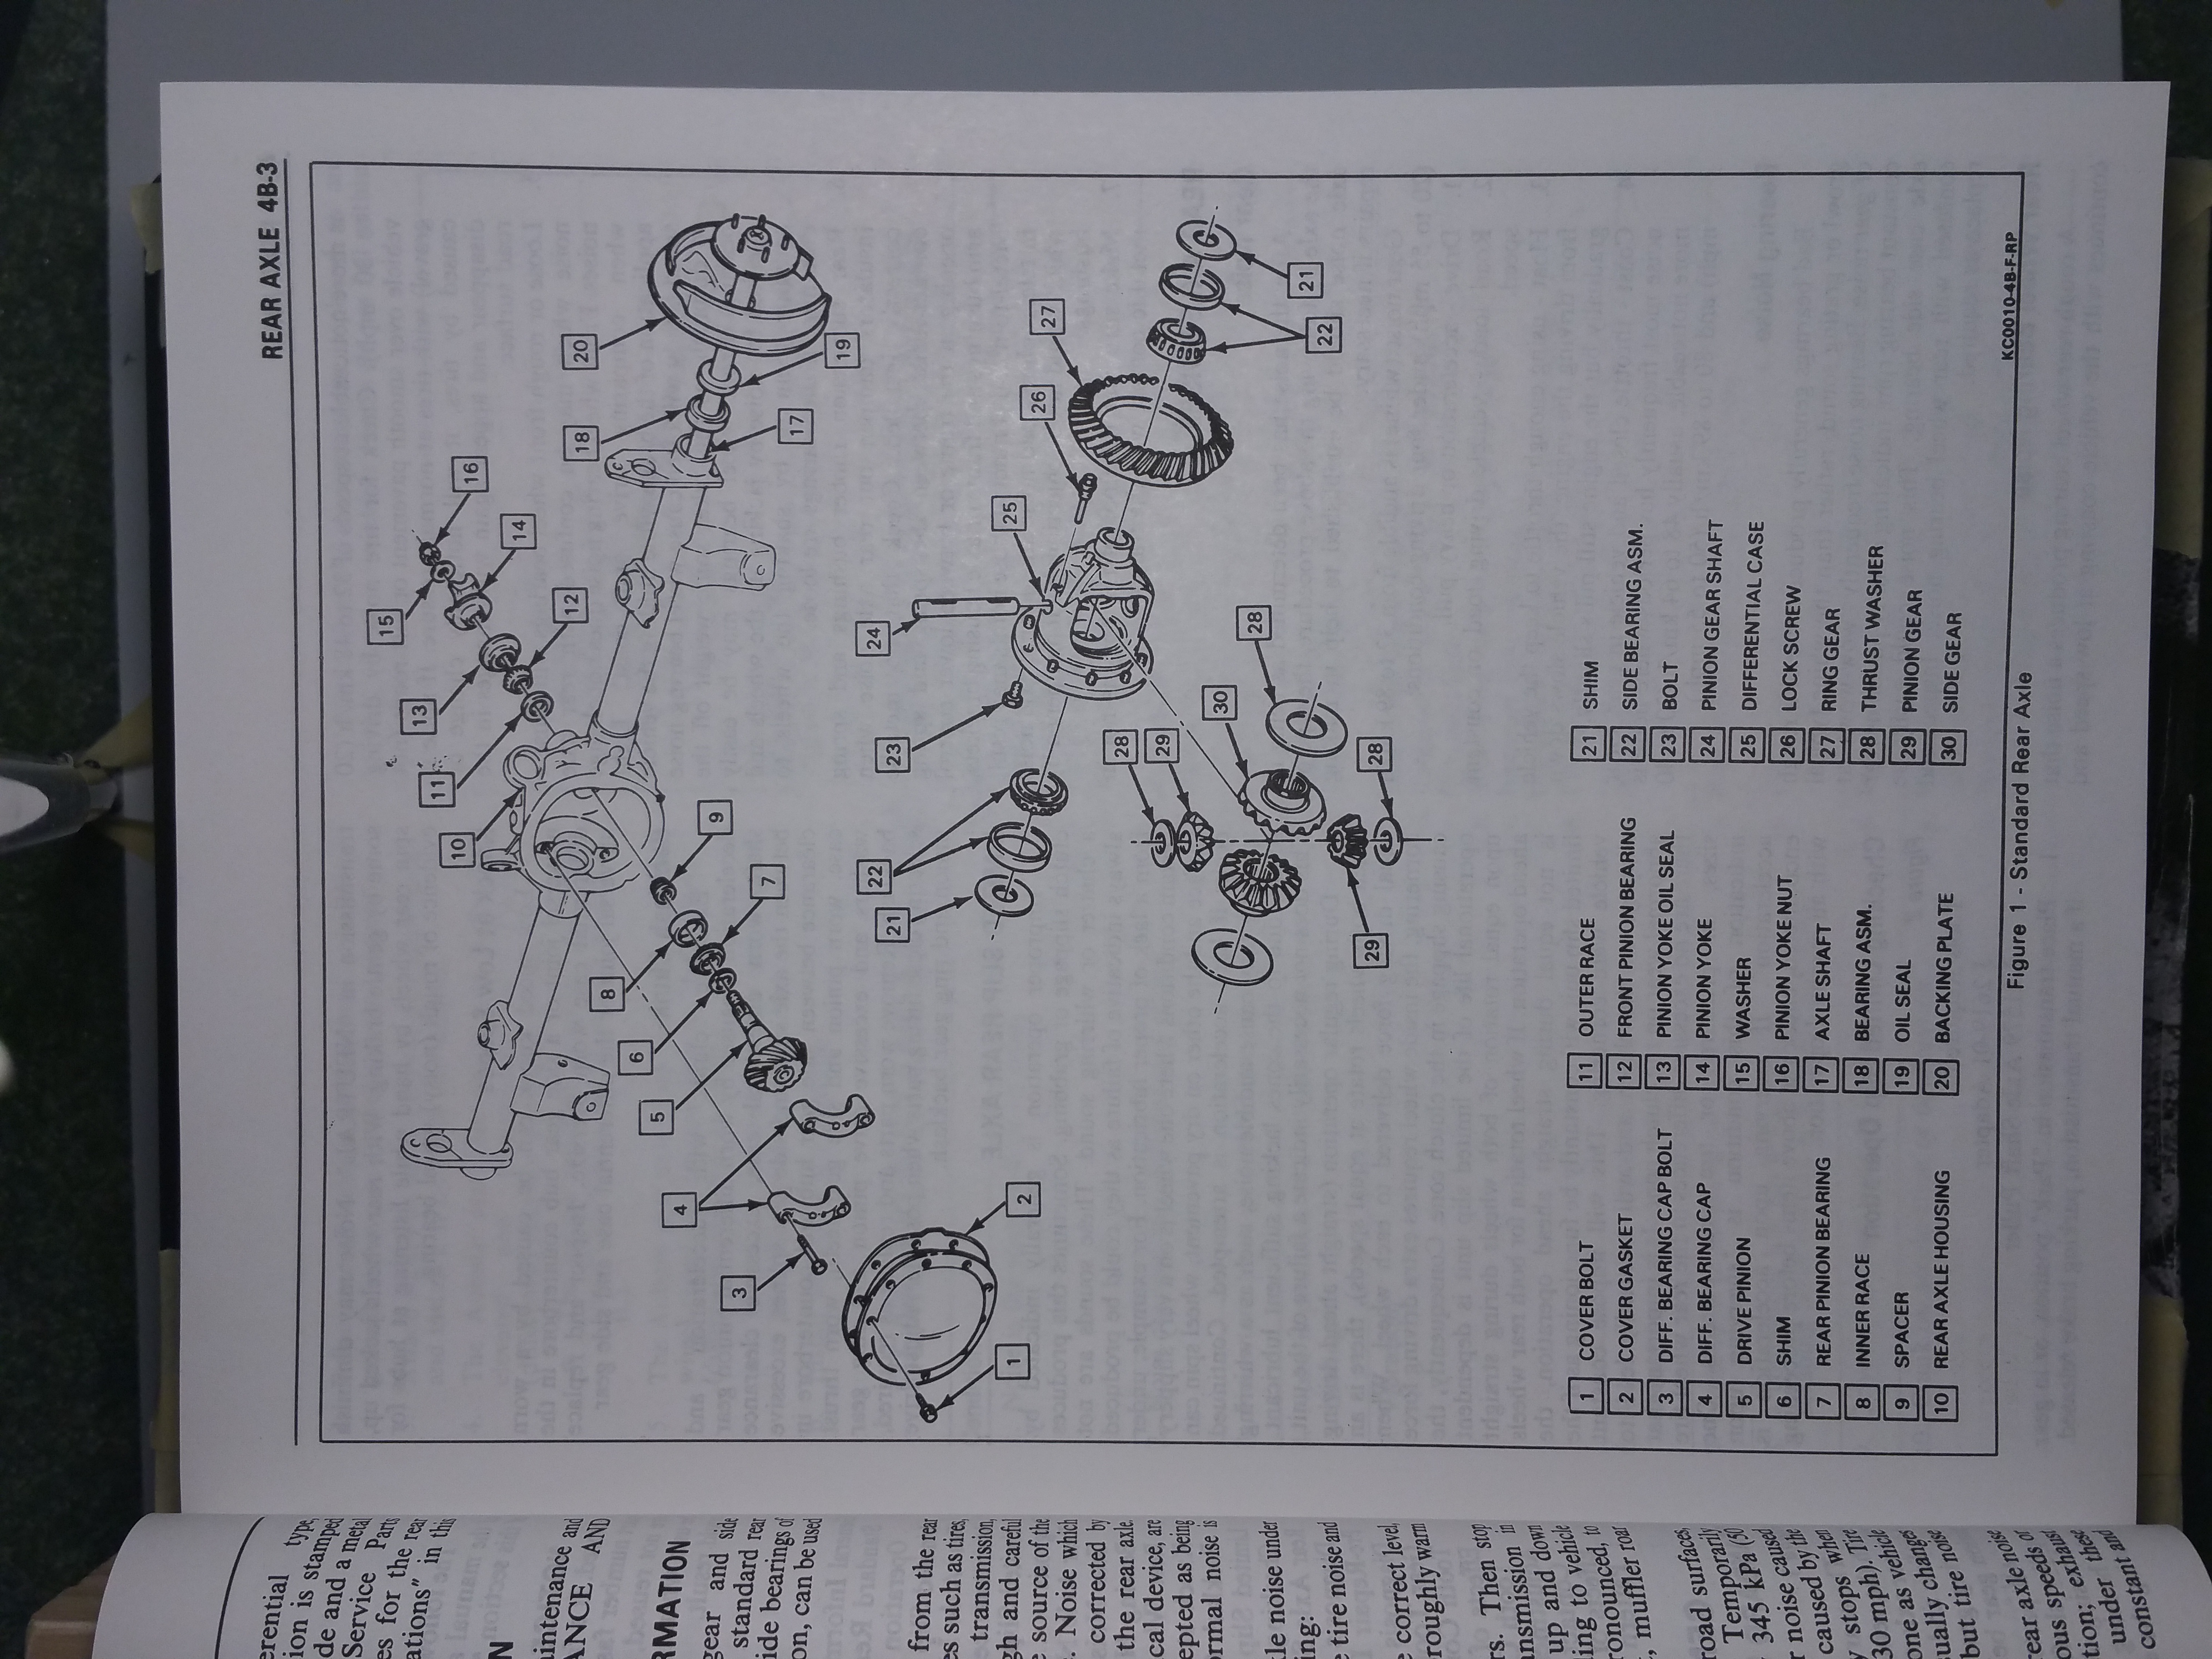 REAR AXLE 4B-3
16
15
14
20
13
12
18
11
19
10
17
9
8
7
6
27
5
26
24
25
21
22
4
23
3
22
28
30
21
28
29
2
28
1
29
1 COVER BOLT
2 COVER GASKET
3 DIFF. BEARING CAP BOLT
4 DIFF. BEARING CAP
5 DRIVE PINION
6 SHIM
7 REAR PINION BEARING
8 INNER RACE
9 SPACER
10 REAR AXLE HOUSING
11 OUTER RACE
12 FRONT PINION BEARING
13 PINION YOKE OIL SEAL
14 PINION YOKE
15 WASHER
16 PINION YOKE NUT
17 AXLE SHAFT
18 BEARING ASM.
19 OIL SEAL
20 BACKING PLATE
21 SHIM
22 SIDE BEARING ASM.
23 BOLT
24 PINION GEAR SHAFT
25 DIFFERENTIAL CASE
26 LOCK SCREW
27 RING GEAR
28 THRUST WASHER
29 PINION GEAR
30 SIDE GEAR
KC0010-4B-F-RP
Figure 1 - Standard Rear Axle
erential type,
ion is stamped
de and a metal
Service Parts
es for the rear
ations" in this
N
intenance and
ANCE AND
RMATION
gear and side
standard rear
ide bearings of
on, can be used
from the rear
es such as tires,
transmission,
gh and careful
e source of the
. Noise which
corrected by
the rear axle.
cal device, are
epted as being
ormal noise is
le noise under
ing:
e tire noise and
e correct level,
roughly warm
rs. Then stop
ansmission in
up and down
ing to vehicle
ronounced, to
, muffler roar
road surfaces,
Temporarily
345 kPa (50
r noise caused
caused by the
y stops when
30 mph). Tire
one as vehicle
sually changes
but tire noise
rear axle noise
rear speeds of
ous exhaust
tion; these
under and
constant and